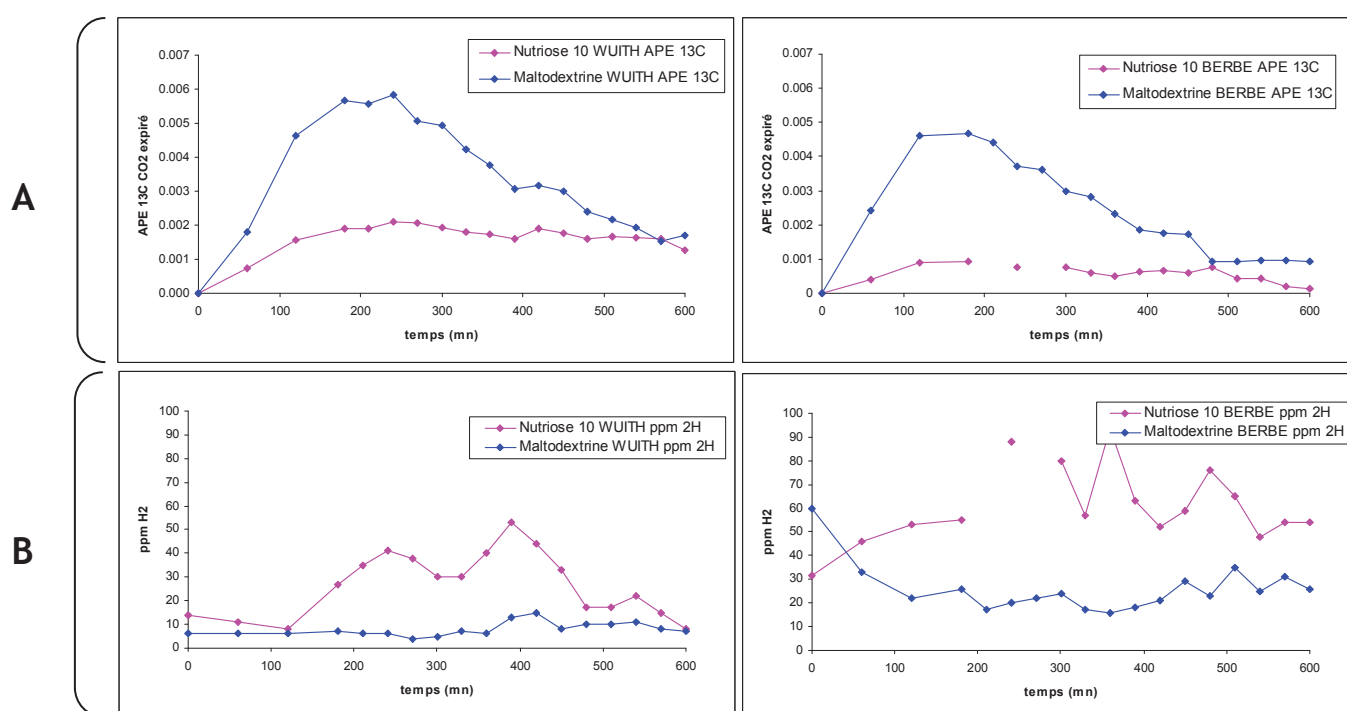 A
0.007
0.006
0.005
0.004
0.003
0.002
0.001
0.000
APE 13C CO2 expiré
0 100 200 300 400 500 600
temps (mn)
Nutriose 10 WUITH APE 13C
Maltodextrine WUITH APE 13C
0.007
0.006
0.005
0.004
0.003
0.002
0.001
0.000
APE 13C CO2 expiré
0 100 200 300 400 500 600
temps (mn)
Nutriose 10 BERBE APE 13C
Maltodextrine BERBE APE 13C
B
100
90
80
70
60
50
40
30
20
10
0
ppm H2
0 100 200 300 400 500 600
temps (mn)
Nutriose 10 WUITH ppm 2H
Maltodextrine WUITH ppm 2H
100
90
80
70
60
50
40
30
20
10
0
ppm H2
0 100 200 300 400 500 600
temps (mn)
Nutriose 10 BERBE ppm 2H
Maltodextrine BERBE ppm 2H